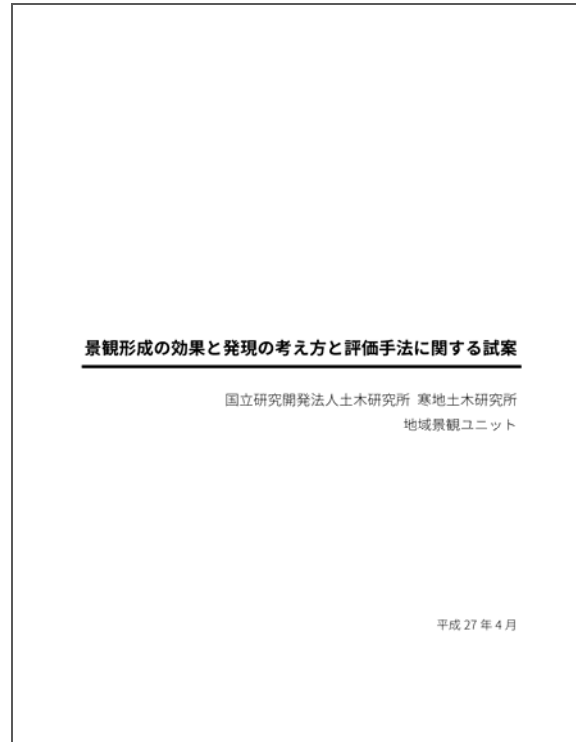 景観形成の効果と発現の考え方と評価手法に関する試案
国立研究開発法人土木研究所 寒地土木研究所
地域景観ユニット
平成 27 年 4 月